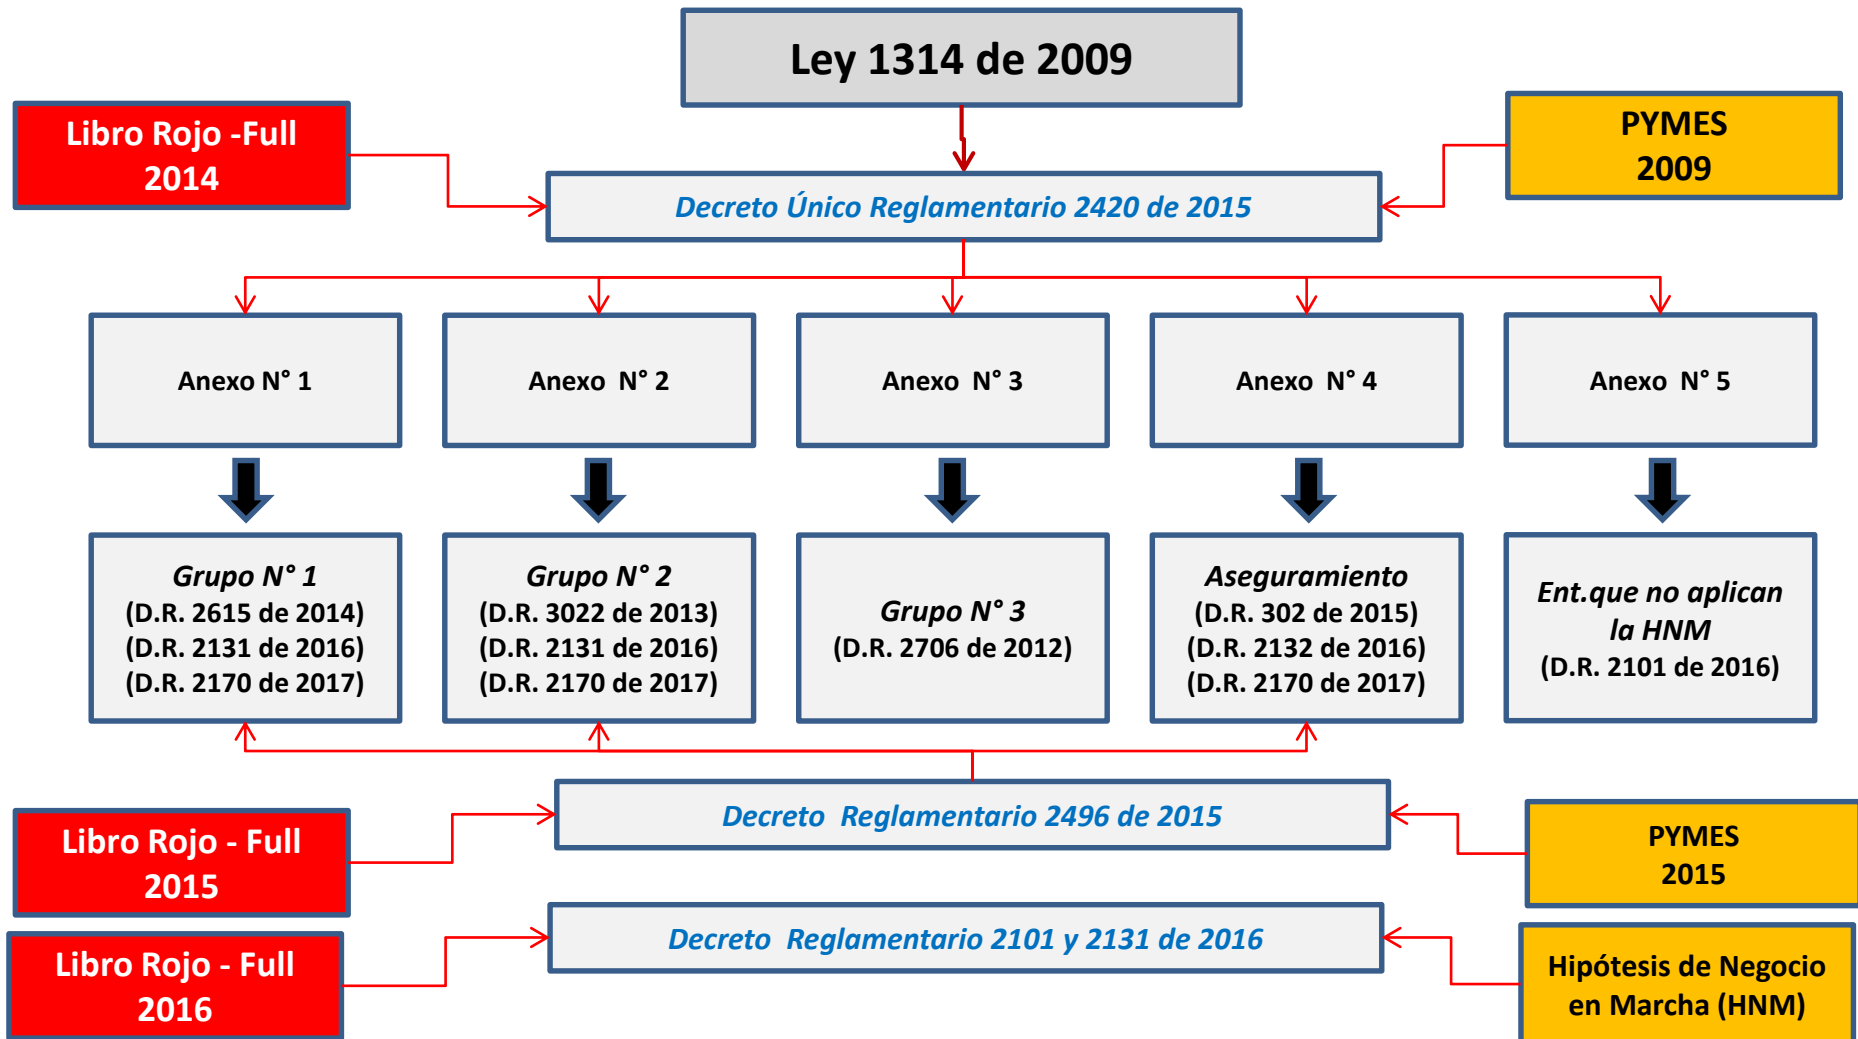 Ley 1314 de 2009
Libro Rojo -Full
2014
PYMES
2009
Decreto Único Reglamentario 2420 de 2015
Anexo N° 1
Anexo  N° 2
Anexo  N° 3
Anexo  N° 4
Anexo  N° 5
Grupo N° 1
(D.R. 2615 de 2014)
(D.R. 2131 de 2016)
(D.R. 2170 de 2017)
Grupo N° 2
(D.R. 3022 de 2013)
(D.R. 2131 de 2016)
(D.R. 2170 de 2017)
Grupo N° 3
(D.R. 2706 de 2012)
Aseguramiento
(D.R. 302 de 2015)
(D.R. 2132 de 2016)
(D.R. 2170 de 2017)
Ent.que no aplican
la HNM
(D.R. 2101 de 2016)
Decreto  Reglamentario 2496 de 2015
Libro Rojo - Full
2015
PYMES
2015
Decreto  Reglamentario 2101 y 2131 de 2016
Libro Rojo - Full
2016
Hipótesis de Negocio
en Marcha (HNM)